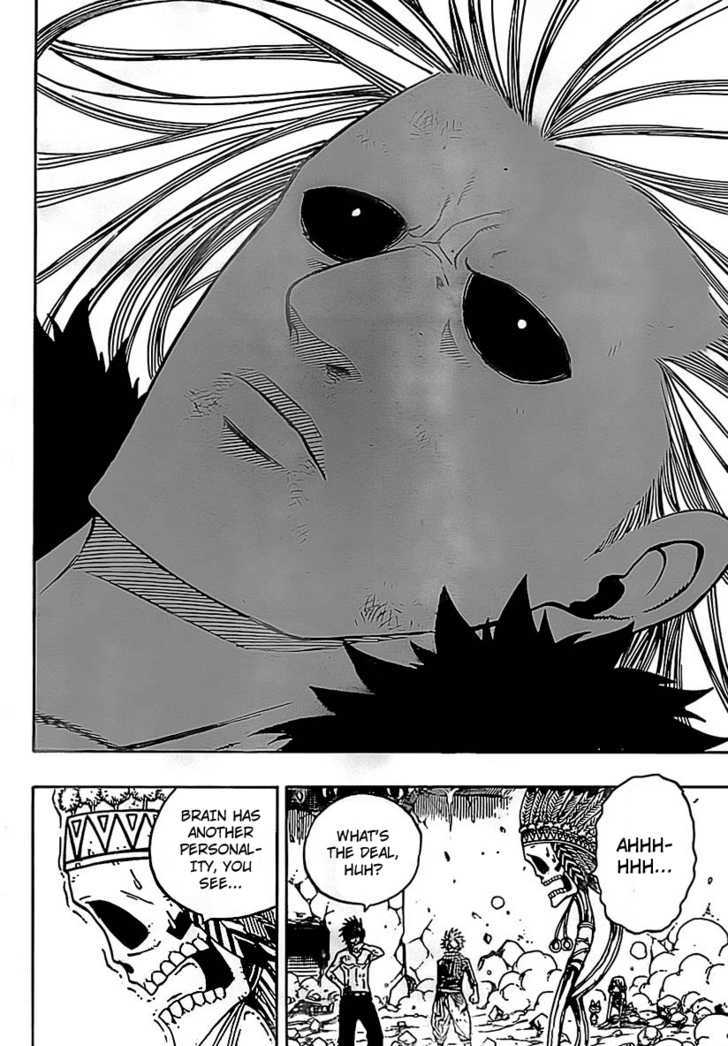 AHHH-
HHH...
WHAT'S
THE DEAL,
HUH?
BRAIN HAS
ANOTHER
PERSONAL-
ITY, YOU
SEE...